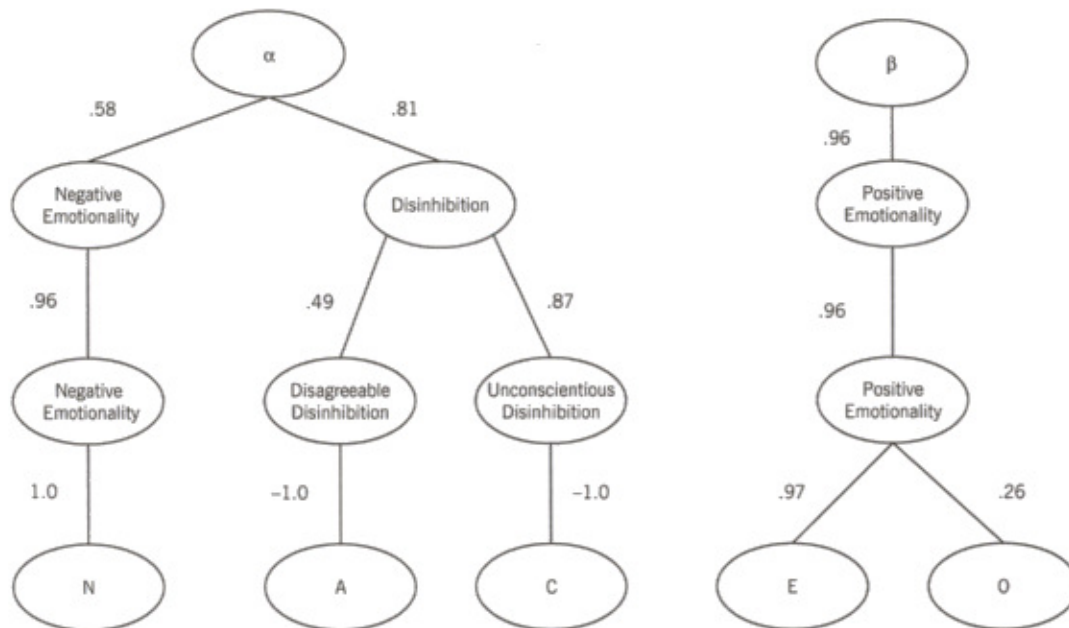 α
β
.58
.81
.96
Negative
Emotionality
Disinhibition
Positive
Emotionality
.96
.49
.87
.96
Negative
Emotionality
Disagreeable
Disinhibition
Unconscientious
Disinhibition
Positive
Emotionality
1.0
–1.0
–1.0
.97
.26
N
A
C
E
O